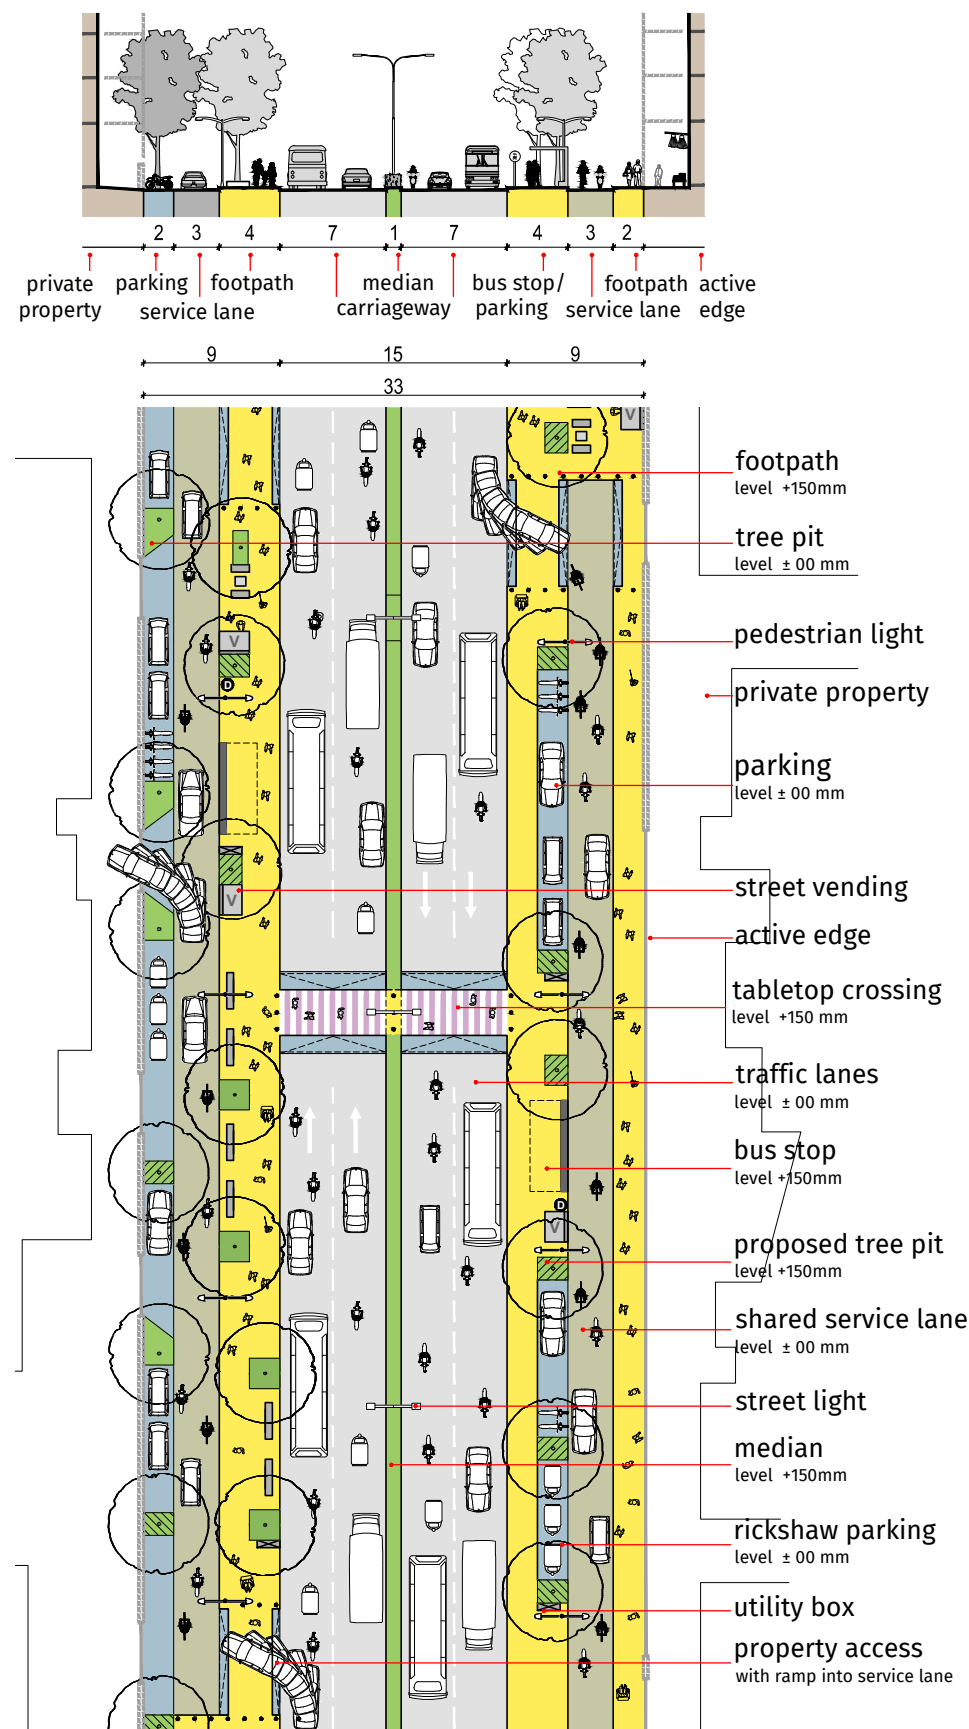 2 3 4 7 1 7 4 3 2
private property
parking
service lane
footpath
median
carriageway
bus stop/ parking
service lane
footpath
active edge
9 15 9
33
V
footpath
level +150mm
tree pit
level ± 00 mm
pedestrian light
V
D
private property
parking
level ± 00 mm
street vending
V
active edge
tabletop crossing
level +150 mm
traffic lanes
level ± 00 mm
bus stop
level +150mm
D
V
proposed tree pit
level +150mm
shared service lane
level ± 00 mm
street light
median
level +150mm
rickshaw parking
level ± 00 mm
utility box
property access
with ramp into service lane